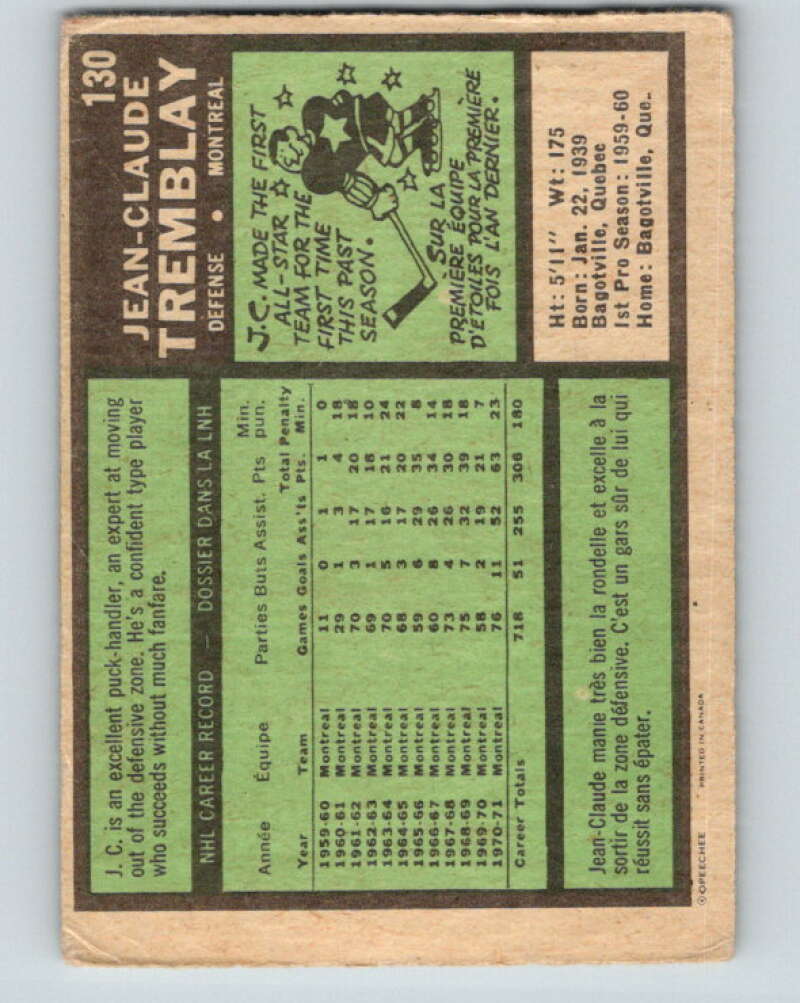 J. C. is an excellent puck-handler, an expert at moving
out of the defensive zone. He's a confident type player
who succeeds without much fanfare.
130
JEAN-CLAUDE
TREMBLAY
DEFENSE • MONTREAL
NHL CAREER RECORD — DOSSIER DANS LA LNH
Année Équipe Parties Buts Assist. Pts Min. pun.
Year Team Games Goals Ass'ts Total Pts. Penalty Min.
1959-60 Montreal 11 0 1 1 0
1960-61 Montreal 29 1 3 4 18
1961-62 Montreal 70 3 17 20 18
1962-63 Montreal 69 1 17 18 10
1963-64 Montreal 70 5 16 21 24
1964-65 Montreal 68 3 17 20 22
1965-66 Montreal 59 6 29 35 8
1966-67 Montreal 60 8 26 34 14
1967-68 Montreal 73 4 26 30 18
1968-69 Montreal 75 7 32 39 18
1969-70 Montreal 58 2 19 21 7
1970-71 Montreal 76 11 52 63 23
Career Totals 718 51 255 306 180
J.C. MADE THE FIRST
ALL-STAR
TEAM FOR THE
FIRST TIME
THIS PAST
SEASON.
SUR LA
PREMIÈRE ÉQUIPE
D'ÉTOILES POUR LA PREMIÈRE
FOIS L'AN DERNIER.
Jean-Claude manie très bien la rondelle et excelle à la
sortir de la zone défensive. C'est un gars sûr de lui qui
réussit sans épater.
Ht: 5'11" Wt: 175
Born: Jan. 22, 1939
Bagotville, Quebec
1st Pro Season: 1959-60
Home: Bagotville, Que.
© OPEECHEE PRINTED IN CANADA